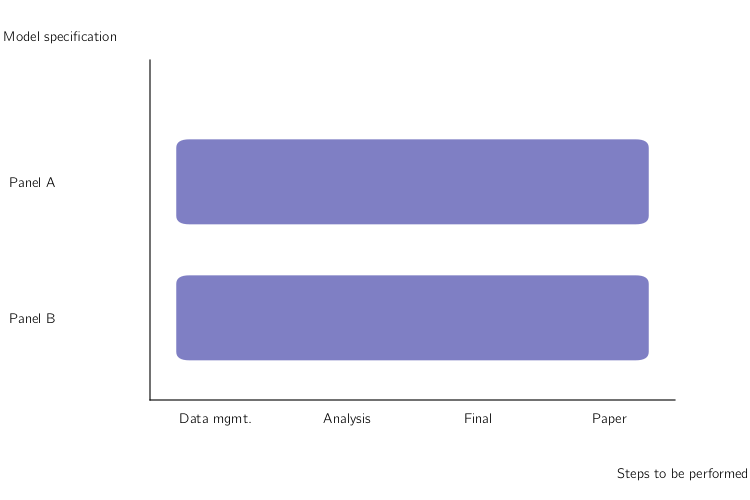 Model specification
Panel A
Panel B
Data mgmt.
Analysis
Final
Paper
Steps to be performed